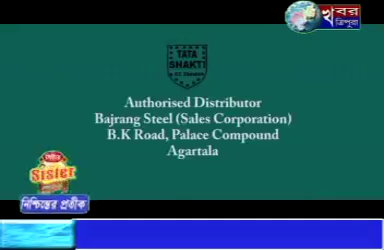 খবর
ত্রিপুরা
TATA
SHAKTI
Authorised Distributor
Bajrang Steel (Sales Corporation)
B.K Road, Palace Compound
Agartala
Sister
নিশ্চিন্তের প্রতীক